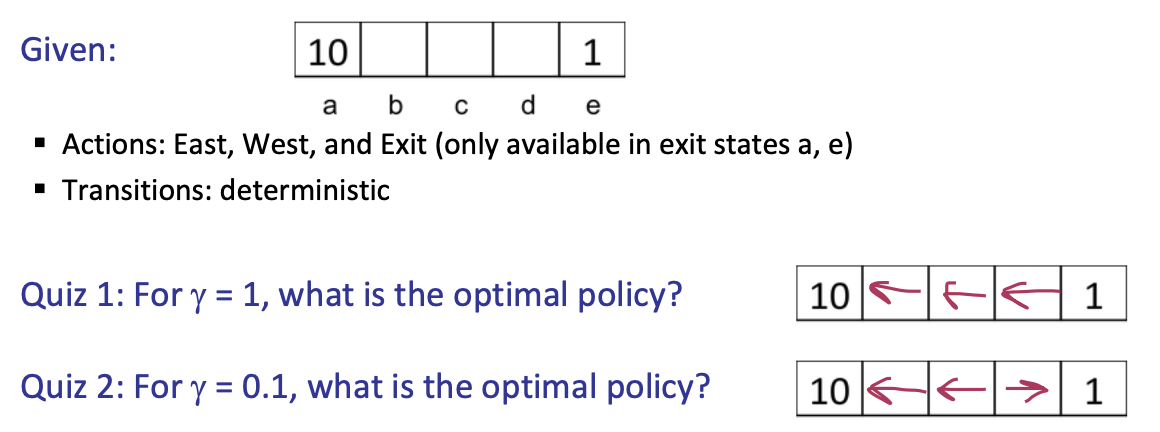 Given: 10 1
a b c d e
▪ Actions: East, West, and Exit (only available in exit states a, e)
▪ Transitions: deterministic
Quiz 1: For γ = 1, what is the optimal policy? 10 ← ← ← 1
Quiz 2: For γ = 0.1, what is the optimal policy? 10 ← ← → 1